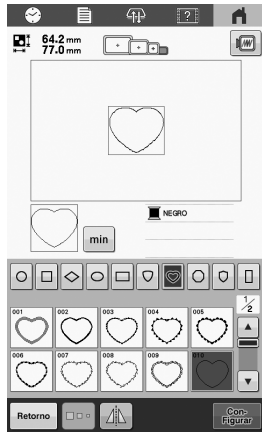 ?
64.2 mm
77.0 mm
NEGRO
min
1/2
001 002 003 004 005
006 007 008 009 010
Retorno
Con-
Figurar